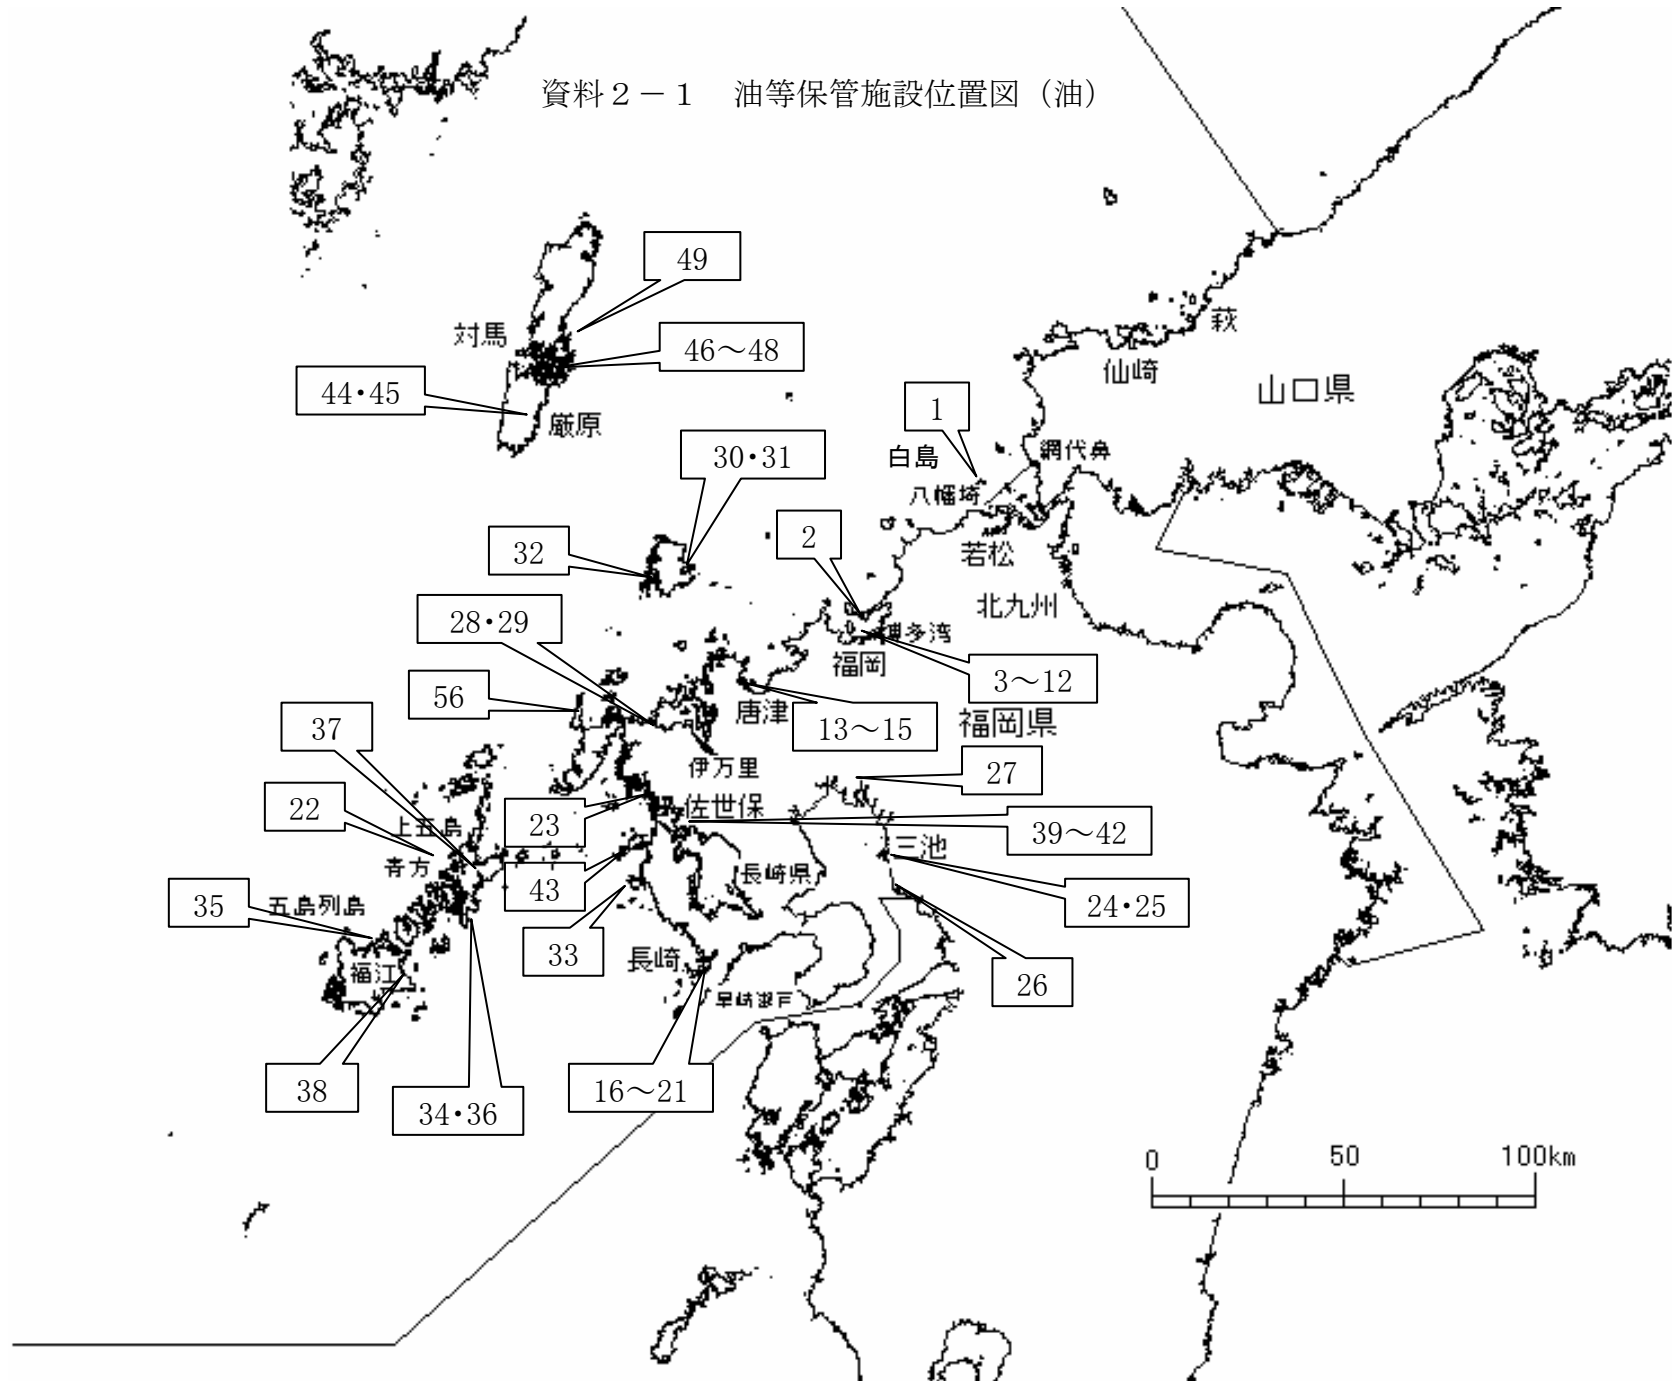 資料２－１　油等保管施設位置図（油）
49
対馬
46～48
44・45
厳原
萩
仙崎
山口県
1
白島
網代鼻
八幡埼
30・31
2
若松
32
北九州
28・29
博多湾
福岡
3～12
56
唐津
13～15
福岡県
37
伊万里
27
22
上五島
23
佐世保
39～42
青方
三池
43
長崎県
35
五島列島
24・25
33
長崎
福江
26
早崎瀬戸
38
34・36
16～21
0 50 100km